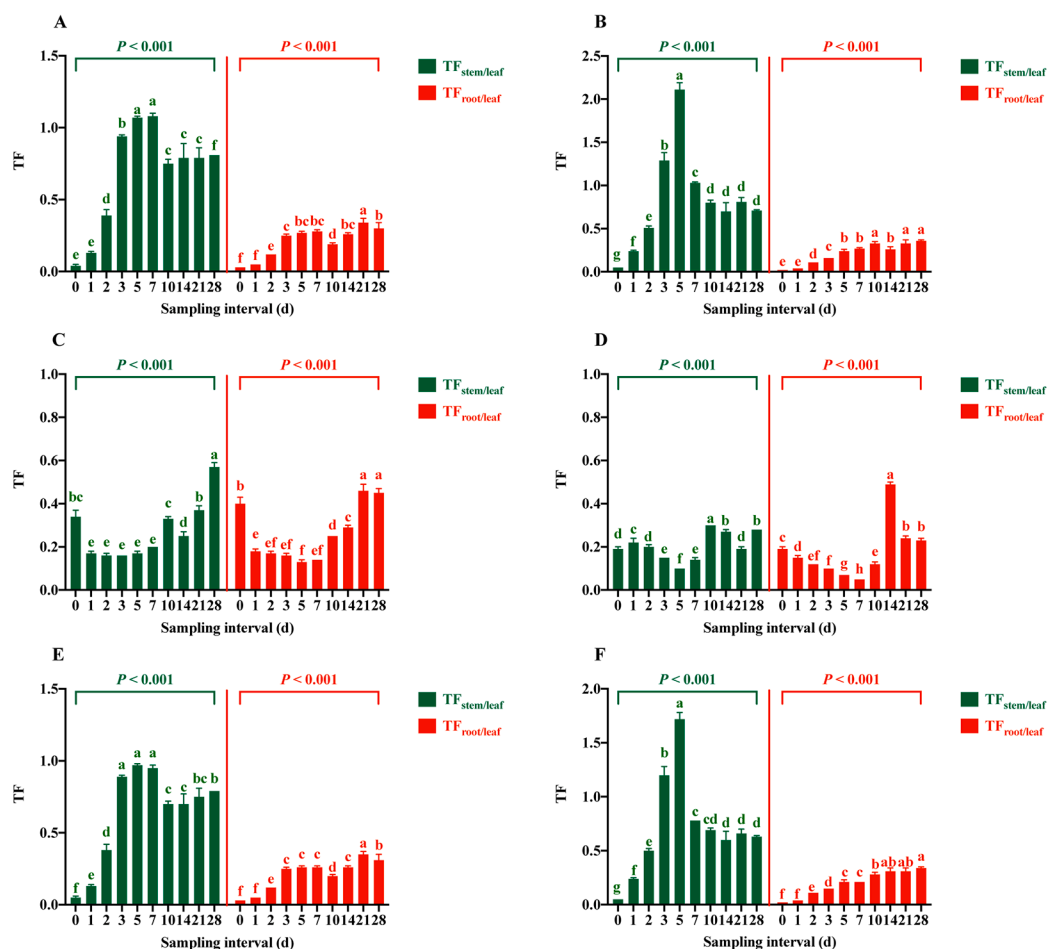 A
P < 0.001
P < 0.001
TFstem/leaf
TFroot/leaf
TF
1.5
1.0
0.5
0.0
e e d b a a c c c f
f f e c bc bc d bc a b
0 1 2 3 5 7 10 14 21 28 0 1 2 3 5 7 10 14 21 28
Sampling interval (d)
B
P < 0.001
P < 0.001
TFstem/leaf
TFroot/leaf
TF
2.5
2.0
1.5
1.0
0.5
0.0
g f e b a c d d d d
e e d c b b a b a a
0 1 2 3 5 7 10 14 21 28 0 1 2 3 5 7 10 14 21 28
Sampling interval (d)
C
P < 0.001
P < 0.001
TFstem/leaf
TFroot/leaf
TF
1.0
0.8
0.6
0.4
0.2
0.0
bc e e e e e c d b a
b e ef ef f ef d c a a
0 1 2 3 5 7 10 14 21 28 0 1 2 3 5 7 10 14 21 28
Sampling interval (d)
D
P < 0.001
P < 0.001
TFstem/leaf
TFroot/leaf
TF
1.0
0.8
0.6
0.4
0.2
0.0
d c d e f e a b d b
c d ef f g h e a b b
0 1 2 3 5 7 10 14 21 28 0 1 2 3 5 7 10 14 21 28
Sampling interval (d)
E
P < 0.001
P < 0.001
TFstem/leaf
TFroot/leaf
TF
1.5
1.0
0.5
0.0
f e d a a a c c bc b
f f e c c c d c a b
0 1 2 3 5 7 10 14 21 28 0 1 2 3 5 7 10 14 21 28
Sampling interval (d)
F
P < 0.001
P < 0.001
TFstem/leaf
TFroot/leaf
TF
2.0
1.5
1.0
0.5
0.0
g f e b a c cd d d d
f f e d c c b ab ab a
0 1 2 3 5 7 10 14 21 28 0 1 2 3 5 7 10 14 21 28
Sampling interval (d)